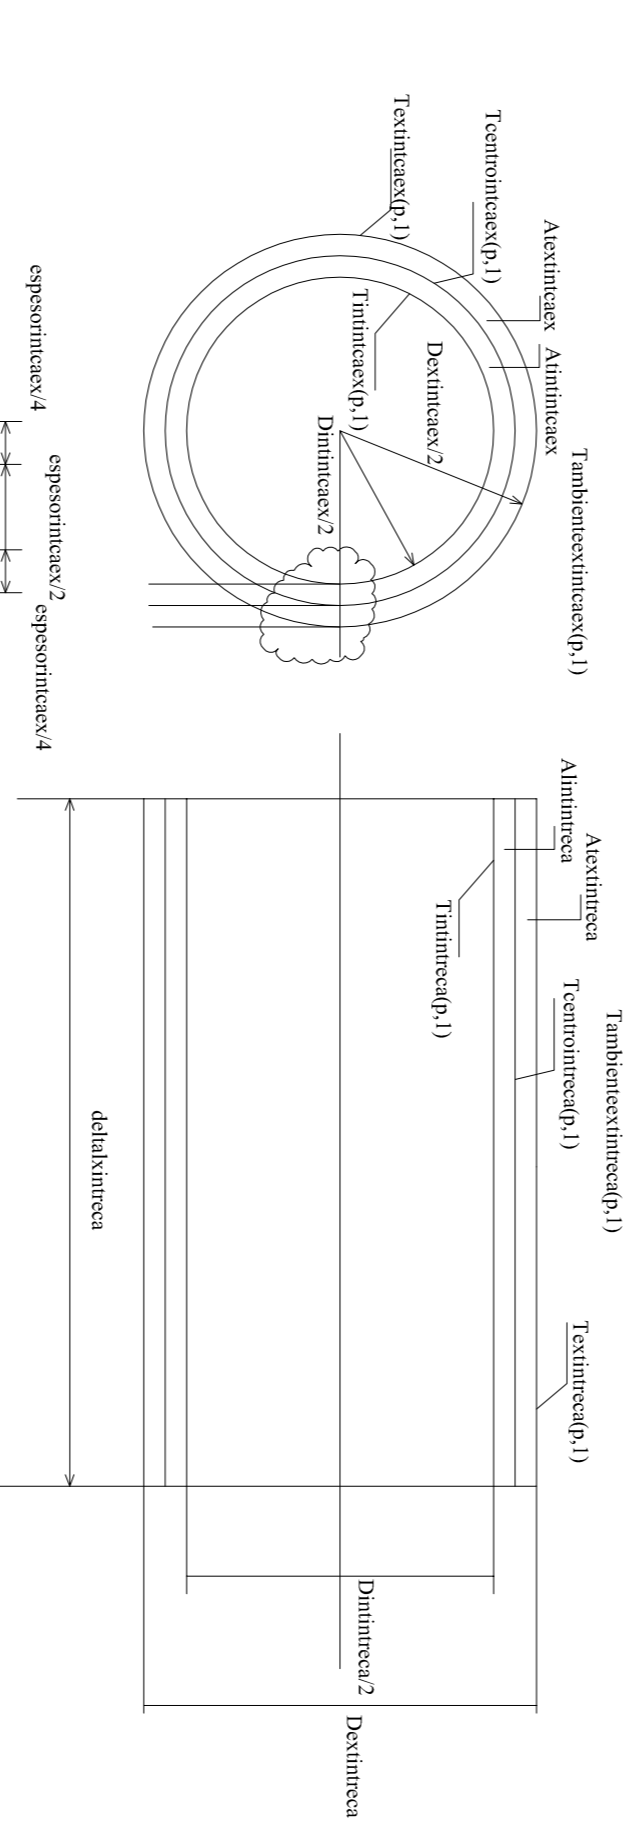 Textintcaex(p,1)
Tcentrointcaex(p,1)
Atextintcaex
Atintintcaex
Tambienteextintcaex(p,1)
Tintintcaex(p,1)
Dextintcaex/2
Dintintcaex/2
espesorintcaex/4
espesorintcaex/2
espesorintcaex/4
Tambienteextintreca(p,1)
Alintintreca
Atextintreca
Tcentrointreca(p,1)
Textintreca(p,1)
Tintintreca(p,1)
deltalxintreca
Dintintreca/2
Dextintreca